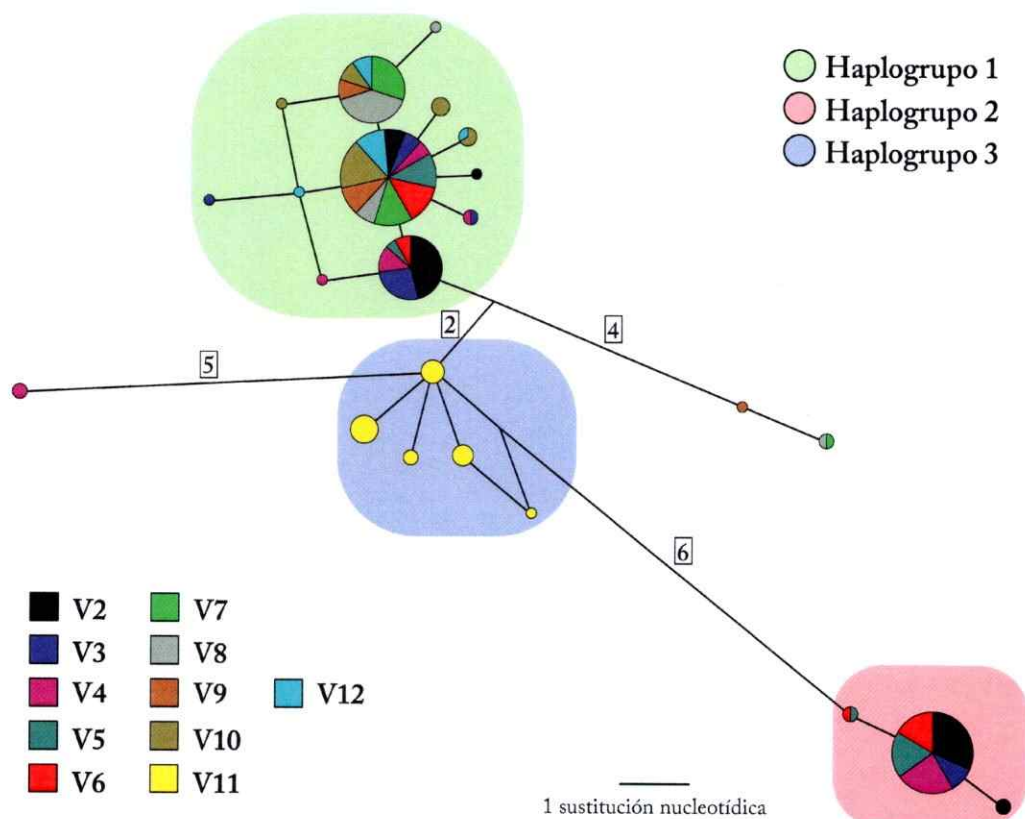 Haplogrupo 1
Haplogrupo 2
Haplogrupo 3
2
4
5
6
V2
V3
V4
V5
V6
V7
V8
V9
V10
V11
V12
1 sustitución nucleotídica